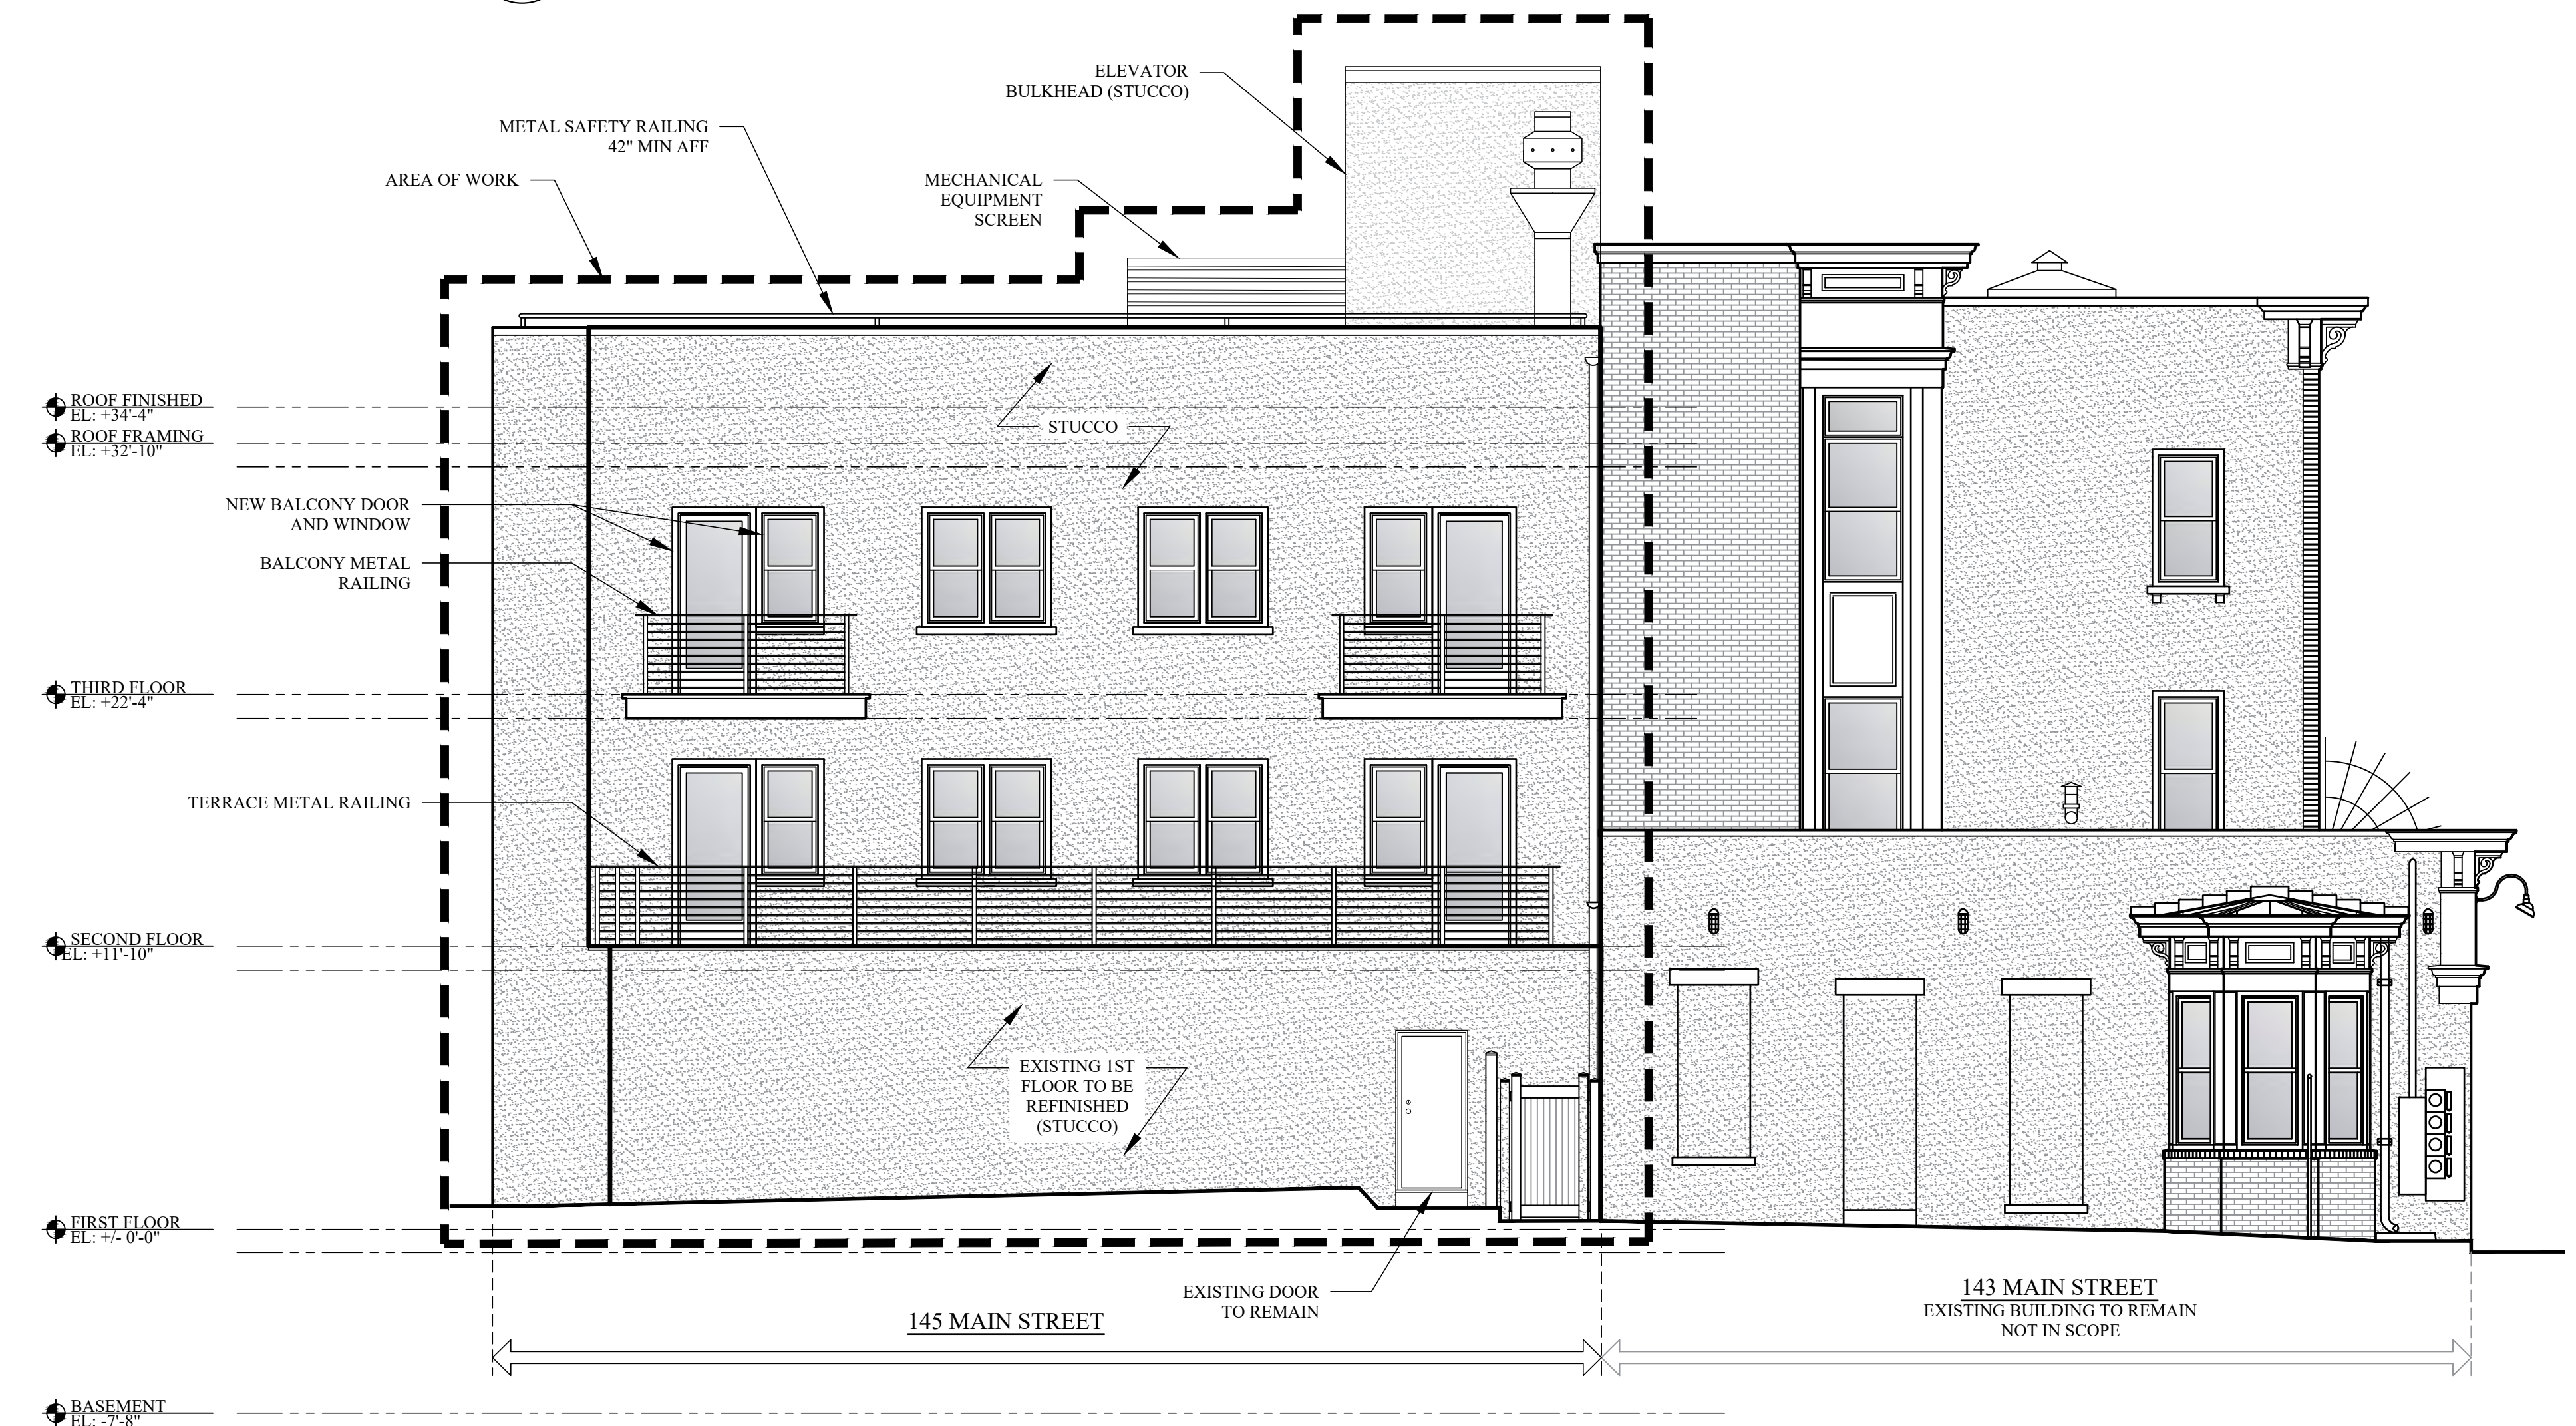 ELEVATOR
BULKHEAD (STUCCO)
METAL SAFETY RAILING
42" MIN AFF
AREA OF WORK
MECHANICAL
EQUIPMENT
SCREEN
ROOF FINISHED
EL: +34'-4"
ROOF FRAMING
EL: +32'-10"
STUCCO
NEW BALCONY DOOR
AND WINDOW
BALCONY METAL
RAILING
THIRD FLOOR
EL: +22'-4"
TERRACE METAL RAILING
SECOND FLOOR
EL: +11'-10"
EXISTING 1ST
FLOOR TO BE
REFINISHED
(STUCCO)
FIRST FLOOR
EL: +/- 0'-0"
EXISTING DOOR
TO REMAIN
145 MAIN STREET
143 MAIN STREET
EXISTING BUILDING TO REMAIN
NOT IN SCOPE
BASEMENT
EL: -7'-8"